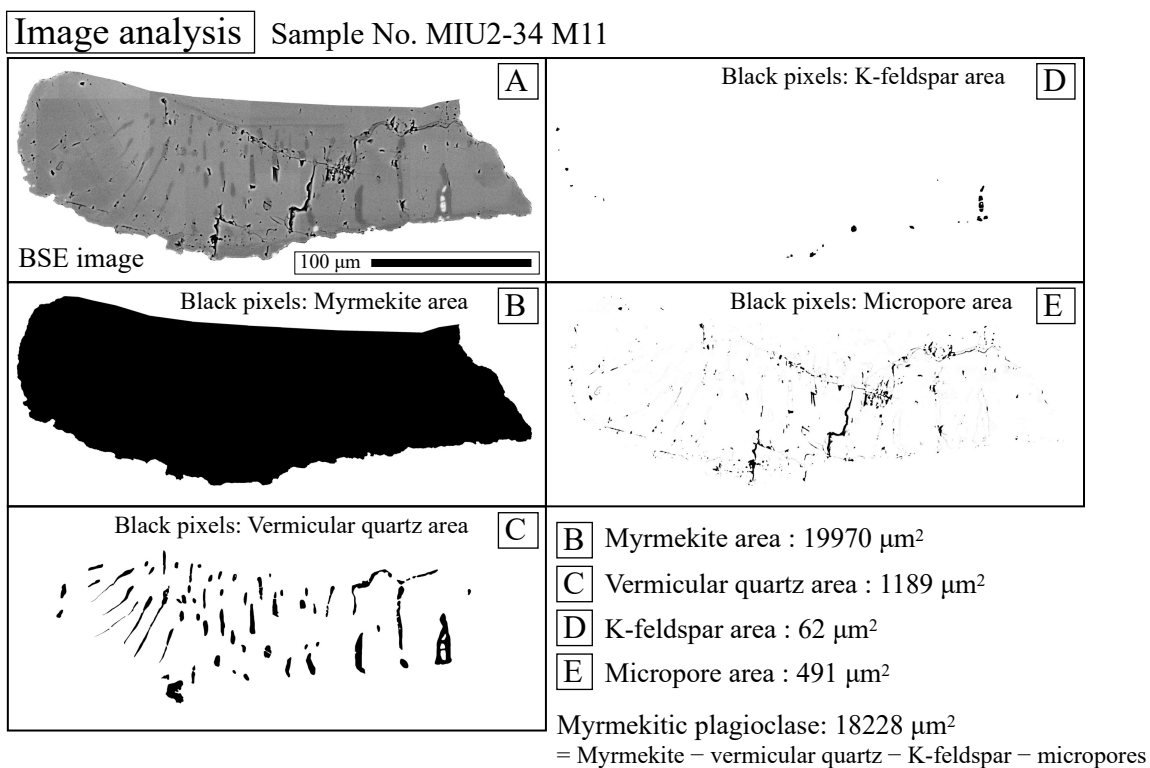 Image analysis Sample No. MIU2-34 M11
A
BSE image
100 μm
Black pixels: K-feldspar area D
Black pixels: Myrmekite area B
Black pixels: Micropore area E
Black pixels: Vermicular quartz area C
B Myrmekite area : 19970 μm²
C Vermicular quartz area : 1189 μm²
D K-feldspar area : 62 μm²
E Micropore area : 491 μm²
Myrmekitic plagioclase: 18228 μm²
= Myrmekite − vermicular quartz − K-feldspar − micropores